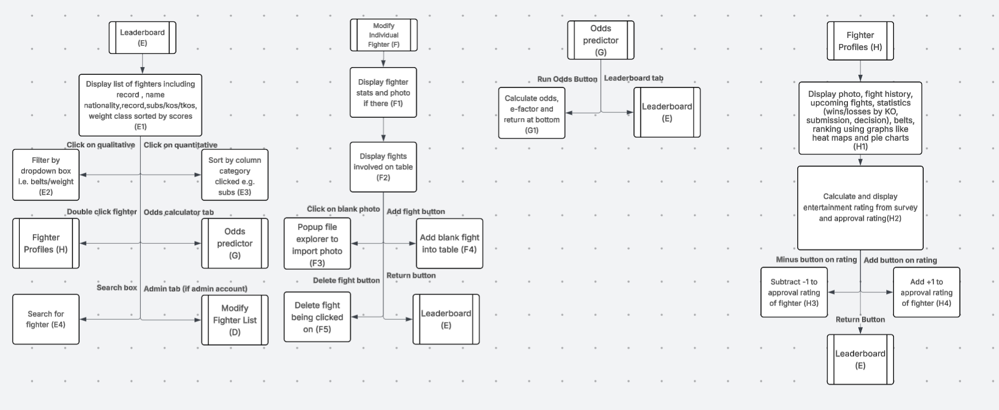 Leaderboard
(E)
Display list of fighters including
record , name
nationality,record,subs/kos/tkos,
weight class sorted by scores
(E1)
Click on qualitative
Click on quantitative
Filter by
dropdown box
i.e. belts/weight
(E2)
Sort by column
category
clicked e.g.
subs (E3)
Double click fighter
Odds calculator tab
Fighter
Profiles (H)
Odds
predictor
(G)
Search box
Admin tab (if admin account)
Search for
fighter (E4)
Modify
Fighter List
(D)
Modify
Individual
Fighter (F)
Display fighter
stats and photo
if there (F1)
Display fights
involved on table
(F2)
Click on blank photo
Add fight button
Popup file
explorer to
import photo
(F3)
Add blank fight
into table (F4)
Delete fight button
Return button
Delete fight
being clicked
on (F5)
Leaderboard
(E)
Odds
predictor
(G)
Run Odds Button
Leaderboard tab
Calculate odds,
e-factor and
return at bottom
(G1)
Leaderboard
(E)
Fighter
Profiles (H)
Display photo, fight history,
upcoming fights, statistics
(wins/losses by KO,
submission, decision), belts,
ranking using graphs like
heat maps and pie charts
(H1)
Calculate and display
entertainment rating from survey
and approval rating(H2)
Minus button on rating
Add button on rating
Subtract -1 to
approval rating
of fighter (H3)
Add +1 to
approval rating
of fighter (H4)
Return Button
Leaderboard
(E)